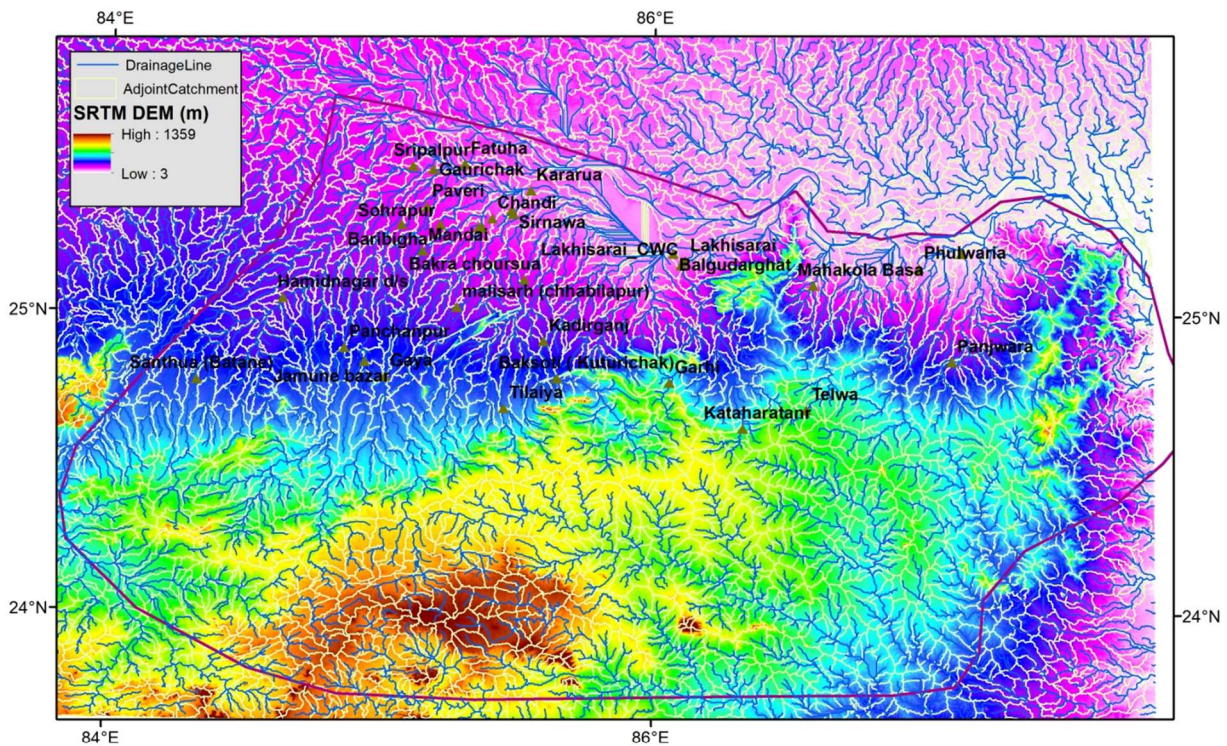 84°E
86°E
DrainageLine
AdjointCatchment
SRTM DEM (m)
High : 1359
Low : 3
Sripalpur
Fatuha
Gaurichak
Kararua
Paveri
Chandi
Sohrapur
Sirnawa
Baribigha
Mandai
Lakhisarai_CWC
Lakhisarai
Phulwaria
Bakra choursua
Balgudarghat
Mahakola Basa
Hamidnagar d/s
malisarh (chhabilapur)
25°N
25°N
Panchanpur
Kadirganj
Panjwara
Santhua (Batane)
Gaya
Baksoti ( Kuturichak)
Garhi
Jamune bazar
Tilaiya
Telwa
Kataharatanr
24°N
24°N
84°E
86°E